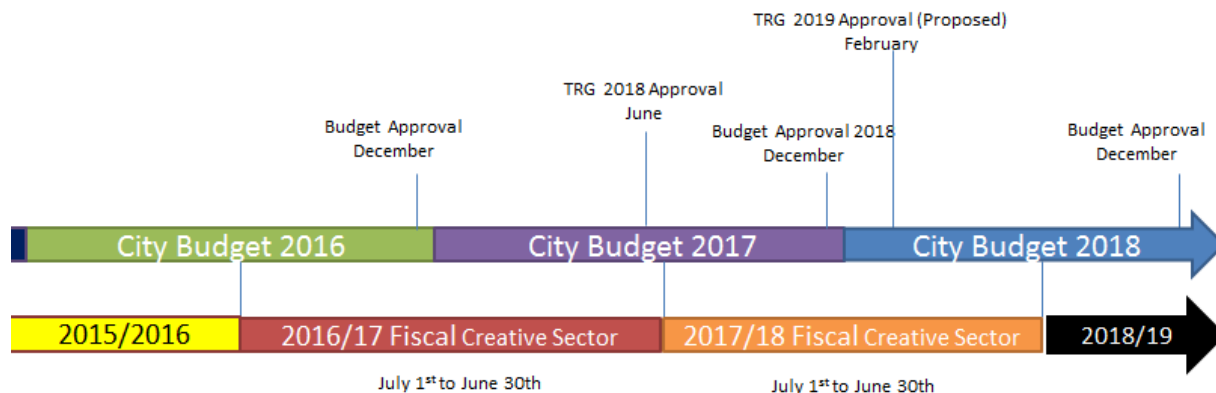 TRG 2019 Approval (Proposed)
February
TRG 2018 Approval
June
Budget Approval
December
Budget Approval 2018
December
Budget Approval
December
City Budget 2016
City Budget 2017
City Budget 2018
2015/2016
2016/17 Fiscal Creative Sector
2017/18 Fiscal Creative Sector
2018/19
July 1st to June 30th
July 1st to June 30th